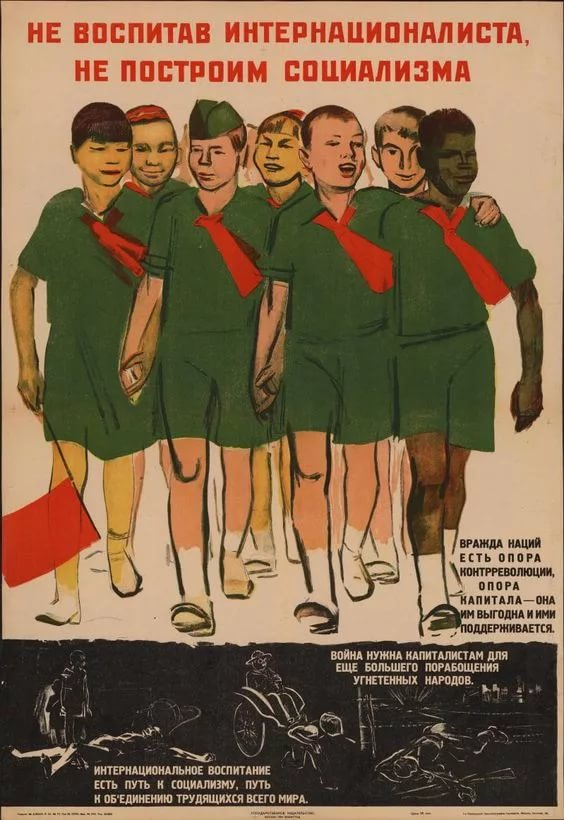 НЕ ВОСПИТАВ ИНТЕРНАЦИОНАЛИСТА,
НЕ ПОСТРОИМ СОЦИАЛИЗМА
ВРАЖДА НАЦИЙ
ЕСТЬ ОПОРА
КОНТРРЕВОЛЮЦИИ,
ОПОРА
КАПИТАЛА—ОНА
ИМ ВЫГОДНА И ИМИ
ПОДДЕРЖИВАЕТСЯ.
ВОЙНА НУЖНА КАПИТАЛИСТАМ ДЛЯ
ЕЩЕ БОЛЬШЕГО ПОРАБОЩЕНИЯ
УГНЕТЕННЫХ НАРОДОВ.
ИНТЕРНАЦИОНАЛЬНОЕ ВОСПИТАНИЕ
ЕСТЬ ПУТЬ К СОЦИАЛИЗМУ, ПУТЬ
К ОБ'ЕДИНЕНИЮ ТРУДЯЩИХСЯ ВСЕГО МИРА.
ГОСУДАРСТВЕННОЕ ИЗДАТЕЛЬСТВО